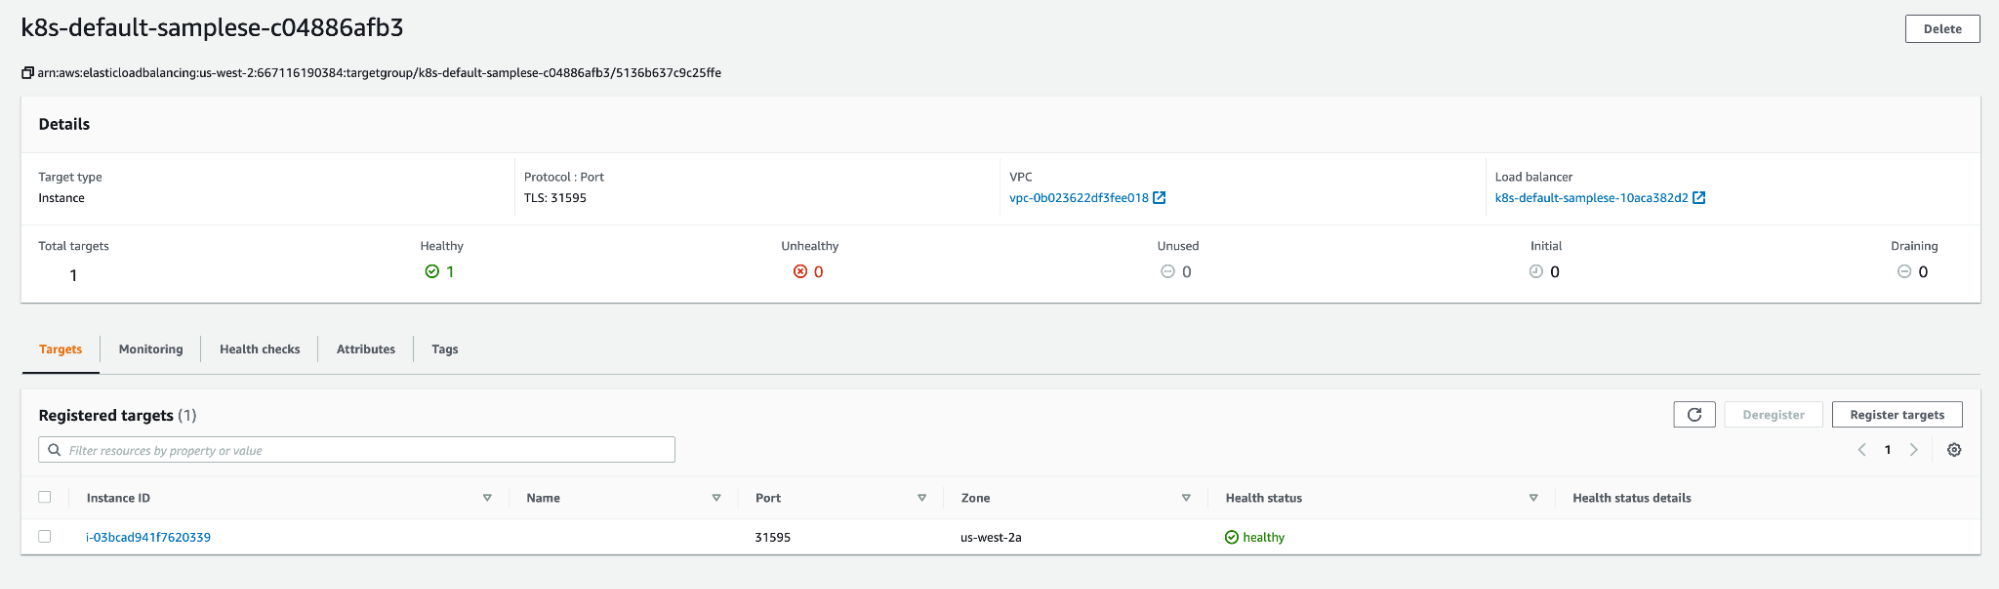 k8s-default-samplese-c04886afb3
Delete
arn:aws:elasticloadbalancing:us-west-2:667116190384:targetgroup/k8s-default-samplese-c04886afb3/5136b637c9c25ffe
Details
Target type
Instance
Protocol : Port
TLS: 31595
VPC
vpc-0b023622df3fee018
Load balancer
k8s-default-samplese-10aca382d2
Total targets
1
Healthy
1
Unhealthy
0
Unused
0
Initial
0
Draining
0
Targets Monitoring Health checks Attributes Tags
Registered targets (1)
Deregister Register targets
Filter resources by property or value
1
Instance ID Name Port Zone Health status Health status details
i-03bcad941f7620339 31595 us-west-2a healthy